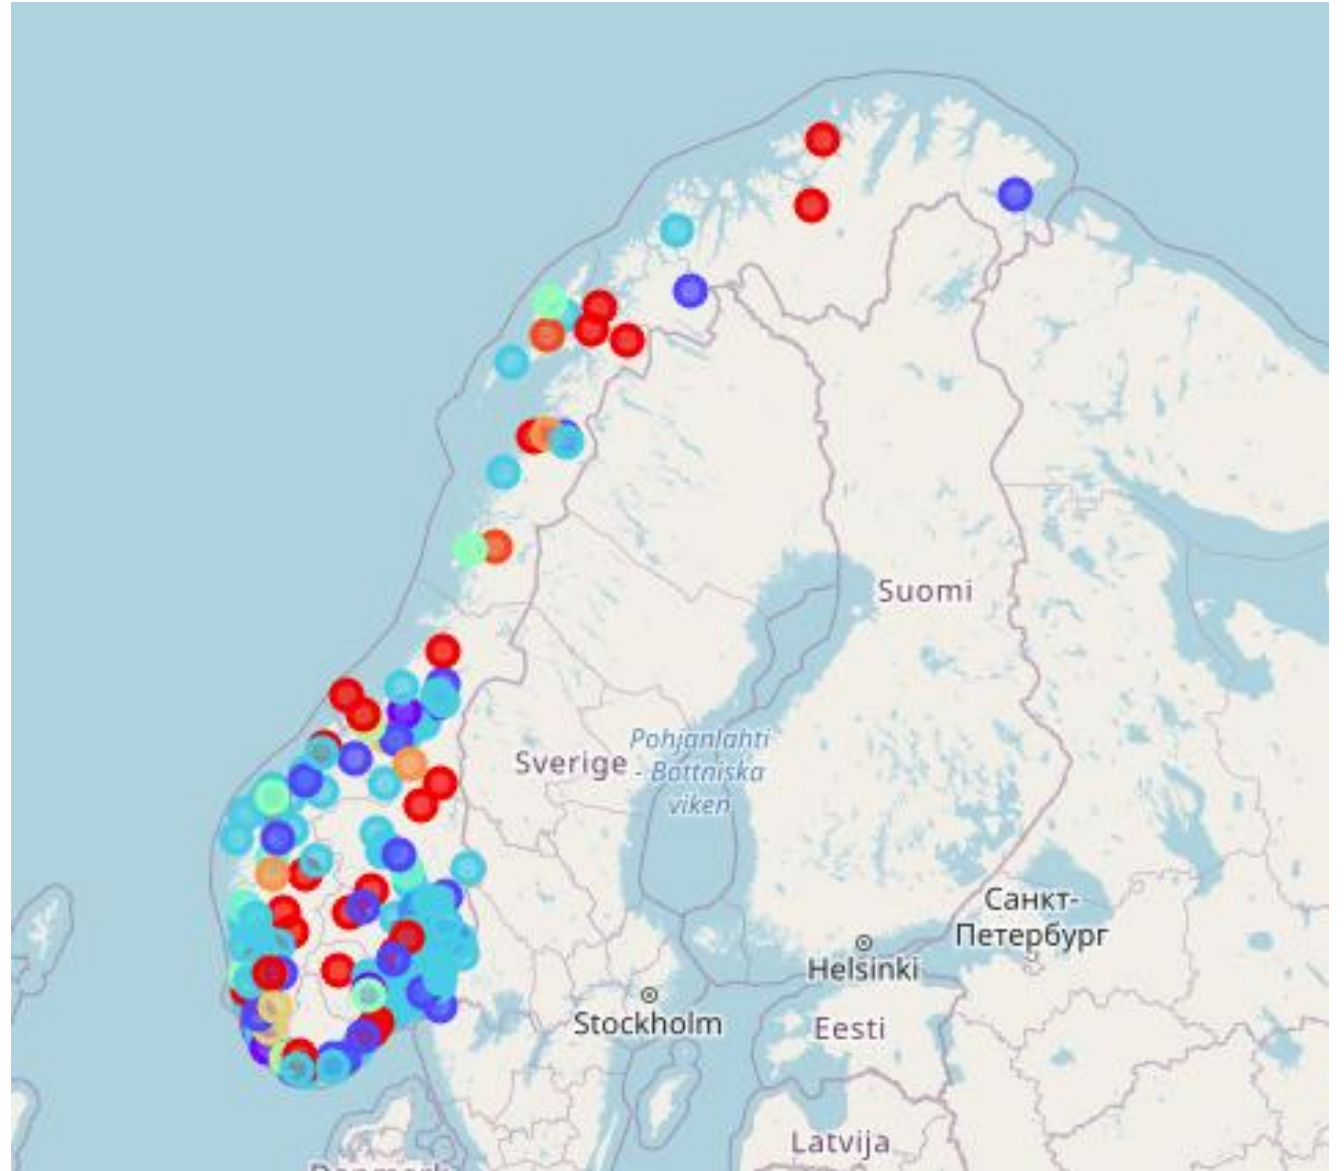 Suomi
Sverige
Pohjanlahti
- Bottniska
viken
Санкт-
Петербург
Helsinki
Stockholm
Eesti
Latvija